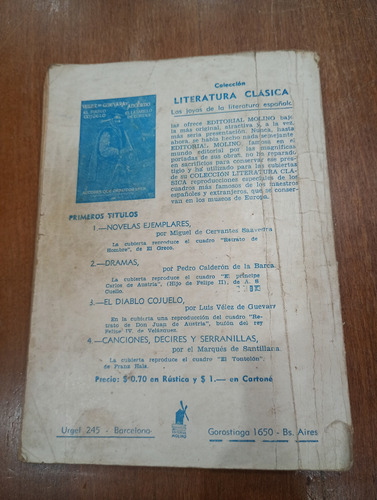 Colección
LITERATURA CLÁSICA
Las joyas de la literatura española
las ofrece EDITORIAL MOLINO bajo
la más original, atractiva y, a la vez,
más seria presentación. Nunca, hasta
ahora, se había hecho nada semejante
EDITORIAL MOLINO, famosa en el
mundo editorial por las magníficas
portadas de sus obras, no ha reparado
en sacrificios para conservar ese pres-
tigio y ha utilizado para las cubiertas
de su COLECCION LITERATURA CLA-
SICA reproducciones especiales de los
cuadros más famosos de los maestros
españoles y extranjeros, que se conser-
van en los museos de Europa.
PRIMEROS TITULOS
1.—NOVELAS EJEMPLARES,
por Miguel de Cervantes Saavedra
La cubierta reproduce el cuadro "Retrato de
Hombre", de El Greco.
2.—DRAMAS,
por Pedro Calderón de la Barca
La cubierta reproduce el cuadro "El príncipe
Carlos de Austria", (Hijo de Felipe II), de A. S.
Coello.
3.—EL DIABLO COJUELO,
por Luis Vélez de Guevara
En la cubierta una reproducción del cuadro "Re-
trato de Don Juan de Austria", bufón del rey
Felipe IV, de Velázquez.
4.—CANCIONES, DECIRES Y SERRANILLAS,
por el Marqués de Santillana
La cubierta reproduce el cuadro "El Tontolón",
de Frans Hals.
Precio: $ 0.70 en Rústica y $ 1.— en Cartoné
MOLINO
Urgel 245 - Barcelona
Gorostiaga 1650 - Bs. Aires